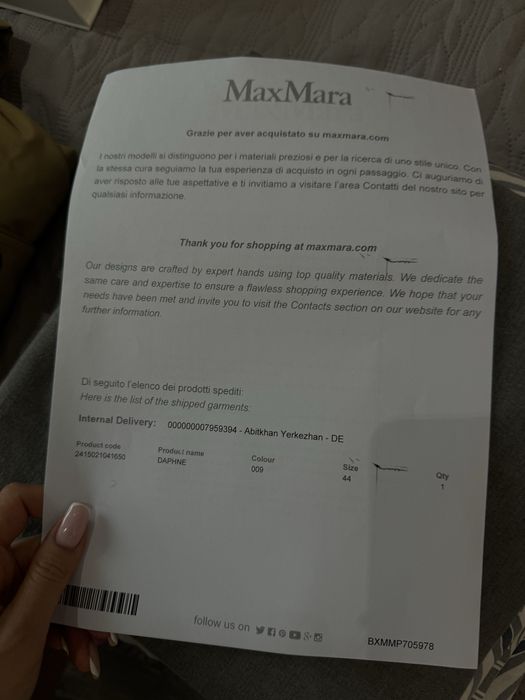 MaxMara
Grazie per aver acquistato su maxmara.com
I nostri modelli si distinguono per i materiali preziosi e per la ricerca di uno stile unico. Con
la stessa cura seguiamo la tua esperienza di acquisto in ogni passaggio. Ci auguriamo di
aver risposto alle tue aspettative e ti invitiamo a visitare l'area Contatti del nostro sito per
qualsiasi informazione.
Thank you for shopping at maxmara.com
Our designs are crafted by expert hands using top quality materials. We dedicate the
same care and expertise to ensure a flawless shopping experience. We hope that your
needs have been met and invite you to visit the Contacts section on our website for any
further information.
Di seguito l'elenco dei prodotti spediti:
Here is the list of the shipped garments:
Internal Delivery: 000000007959394 - Abitkhan Yerkezhan - DE
Product code Product name Colour Size Qty
2415021041650 DAPHNE 009 44 1
follow us on
BXMMP705978